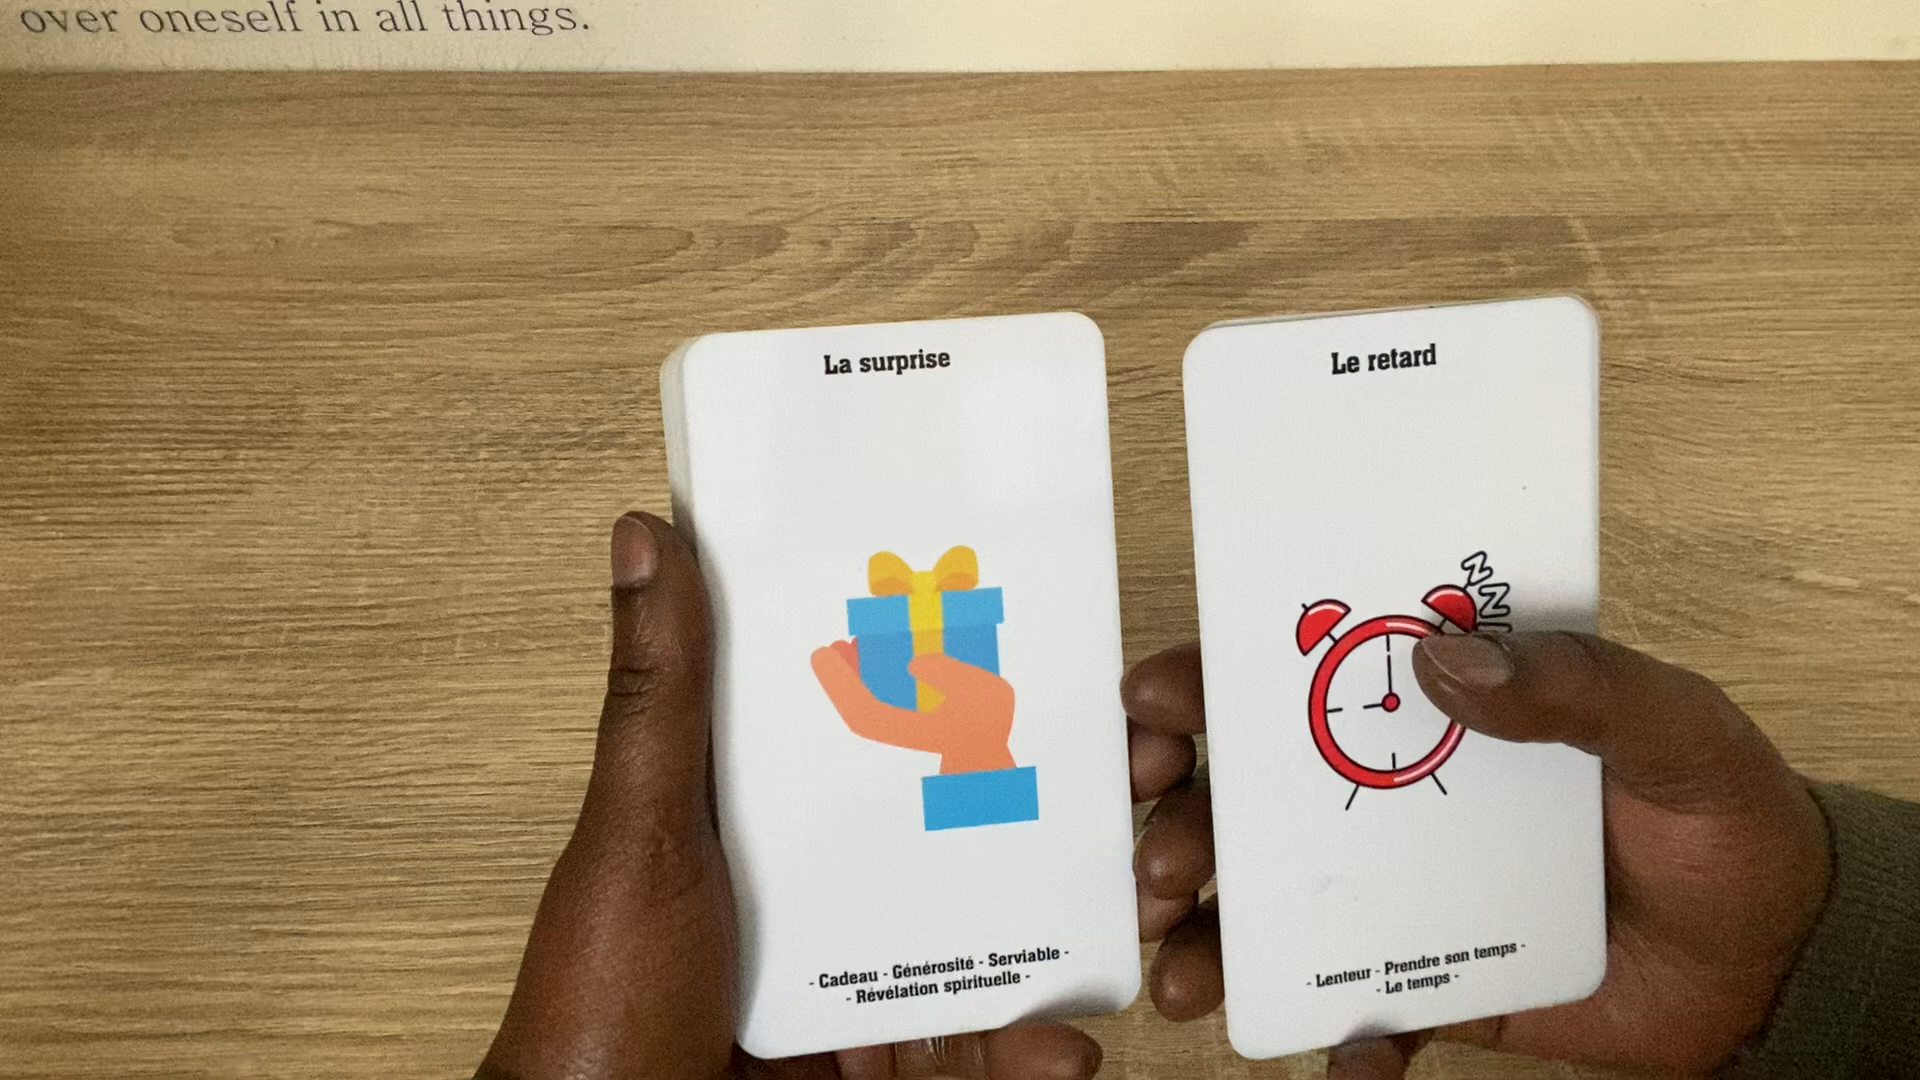 over oneself in all things.
La surprise
- Cadeau - Générosité - Serviable -
- Révélation spirituelle -
Le retard
Z
Z
- Lenteur - Prendre son temps -
- Le temps -